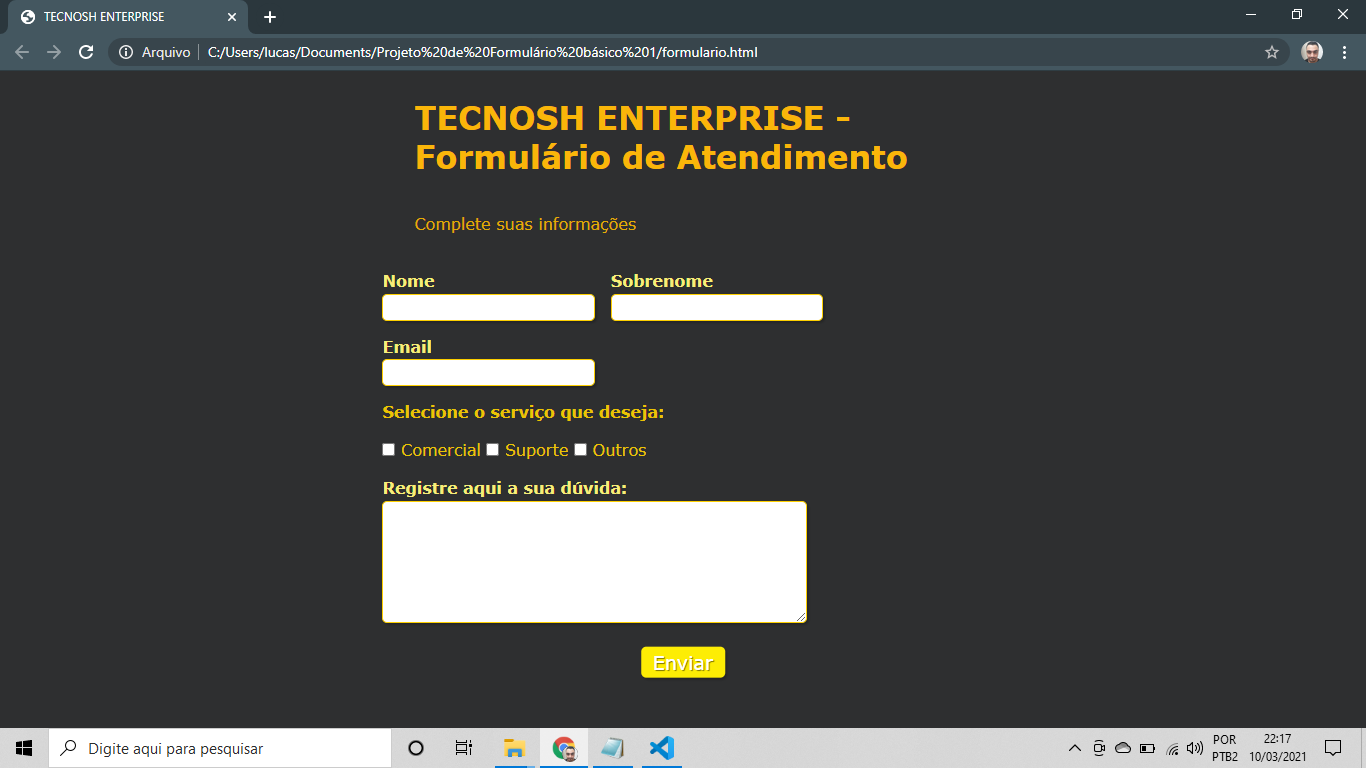 TECNOSH ENTERPRISE
Arquivo
C:/Users/lucas/Documents/Projeto%20de%20Formulário%20básico%201/formulario.html
TECNOSH ENTERPRISE -
Formulário de Atendimento
Complete suas informações
Nome Sobrenome
Email
Selecione o serviço que deseja:
Comercial Suporte Outros
Registre aqui a sua dúvida:
Enviar
Digite aqui para pesquisar
POR
PTB2
22:17
10/03/2021